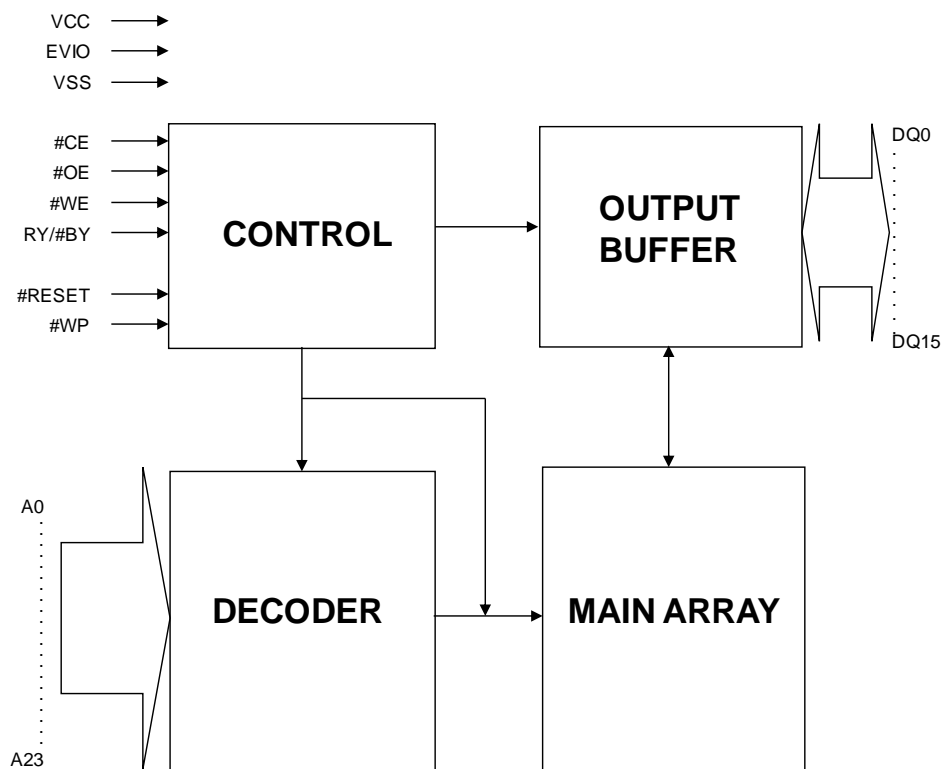 VCC
EVIO
VSS
#CE
#OE
#WE
RY/#BY
#RESET
#WP
CONTROL
OUTPUT
BUFFER
DQ0
DQ15
A0
A23
DECODER
MAIN ARRAY